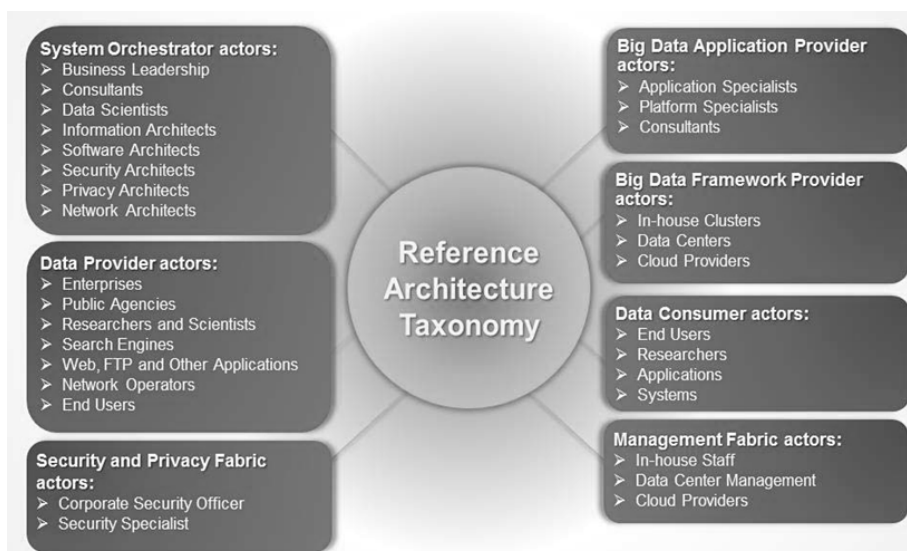 System Orchestrator actors:
➢ Business Leadership
➢ Consultants
➢ Data Scientists
➢ Information Architects
➢ Software Architects
➢ Security Architects
➢ Privacy Architects
➢ Network Architects
Data Provider actors:
➢ Enterprises
➢ Public Agencies
➢ Researchers and Scientists
➢ Search Engines
➢ Web, FTP and Other Applications
➢ Network Operators
➢ End Users
Security and Privacy Fabric
actors:
➢ Corporate Security Officer
➢ Security Specialist
Reference
Architecture
Taxonomy
Big Data Application Provider
actors:
➢ Application Specialists
➢ Platform Specialists
➢ Consultants
Big Data Framework Provider
actors:
➢ In-house Clusters
➢ Data Centers
➢ Cloud Providers
Data Consumer actors:
➢ End Users
➢ Researchers
➢ Applications
➢ Systems
Management Fabric actors:
➢ In-house Staff
➢ Data Center Management
➢ Cloud Providers